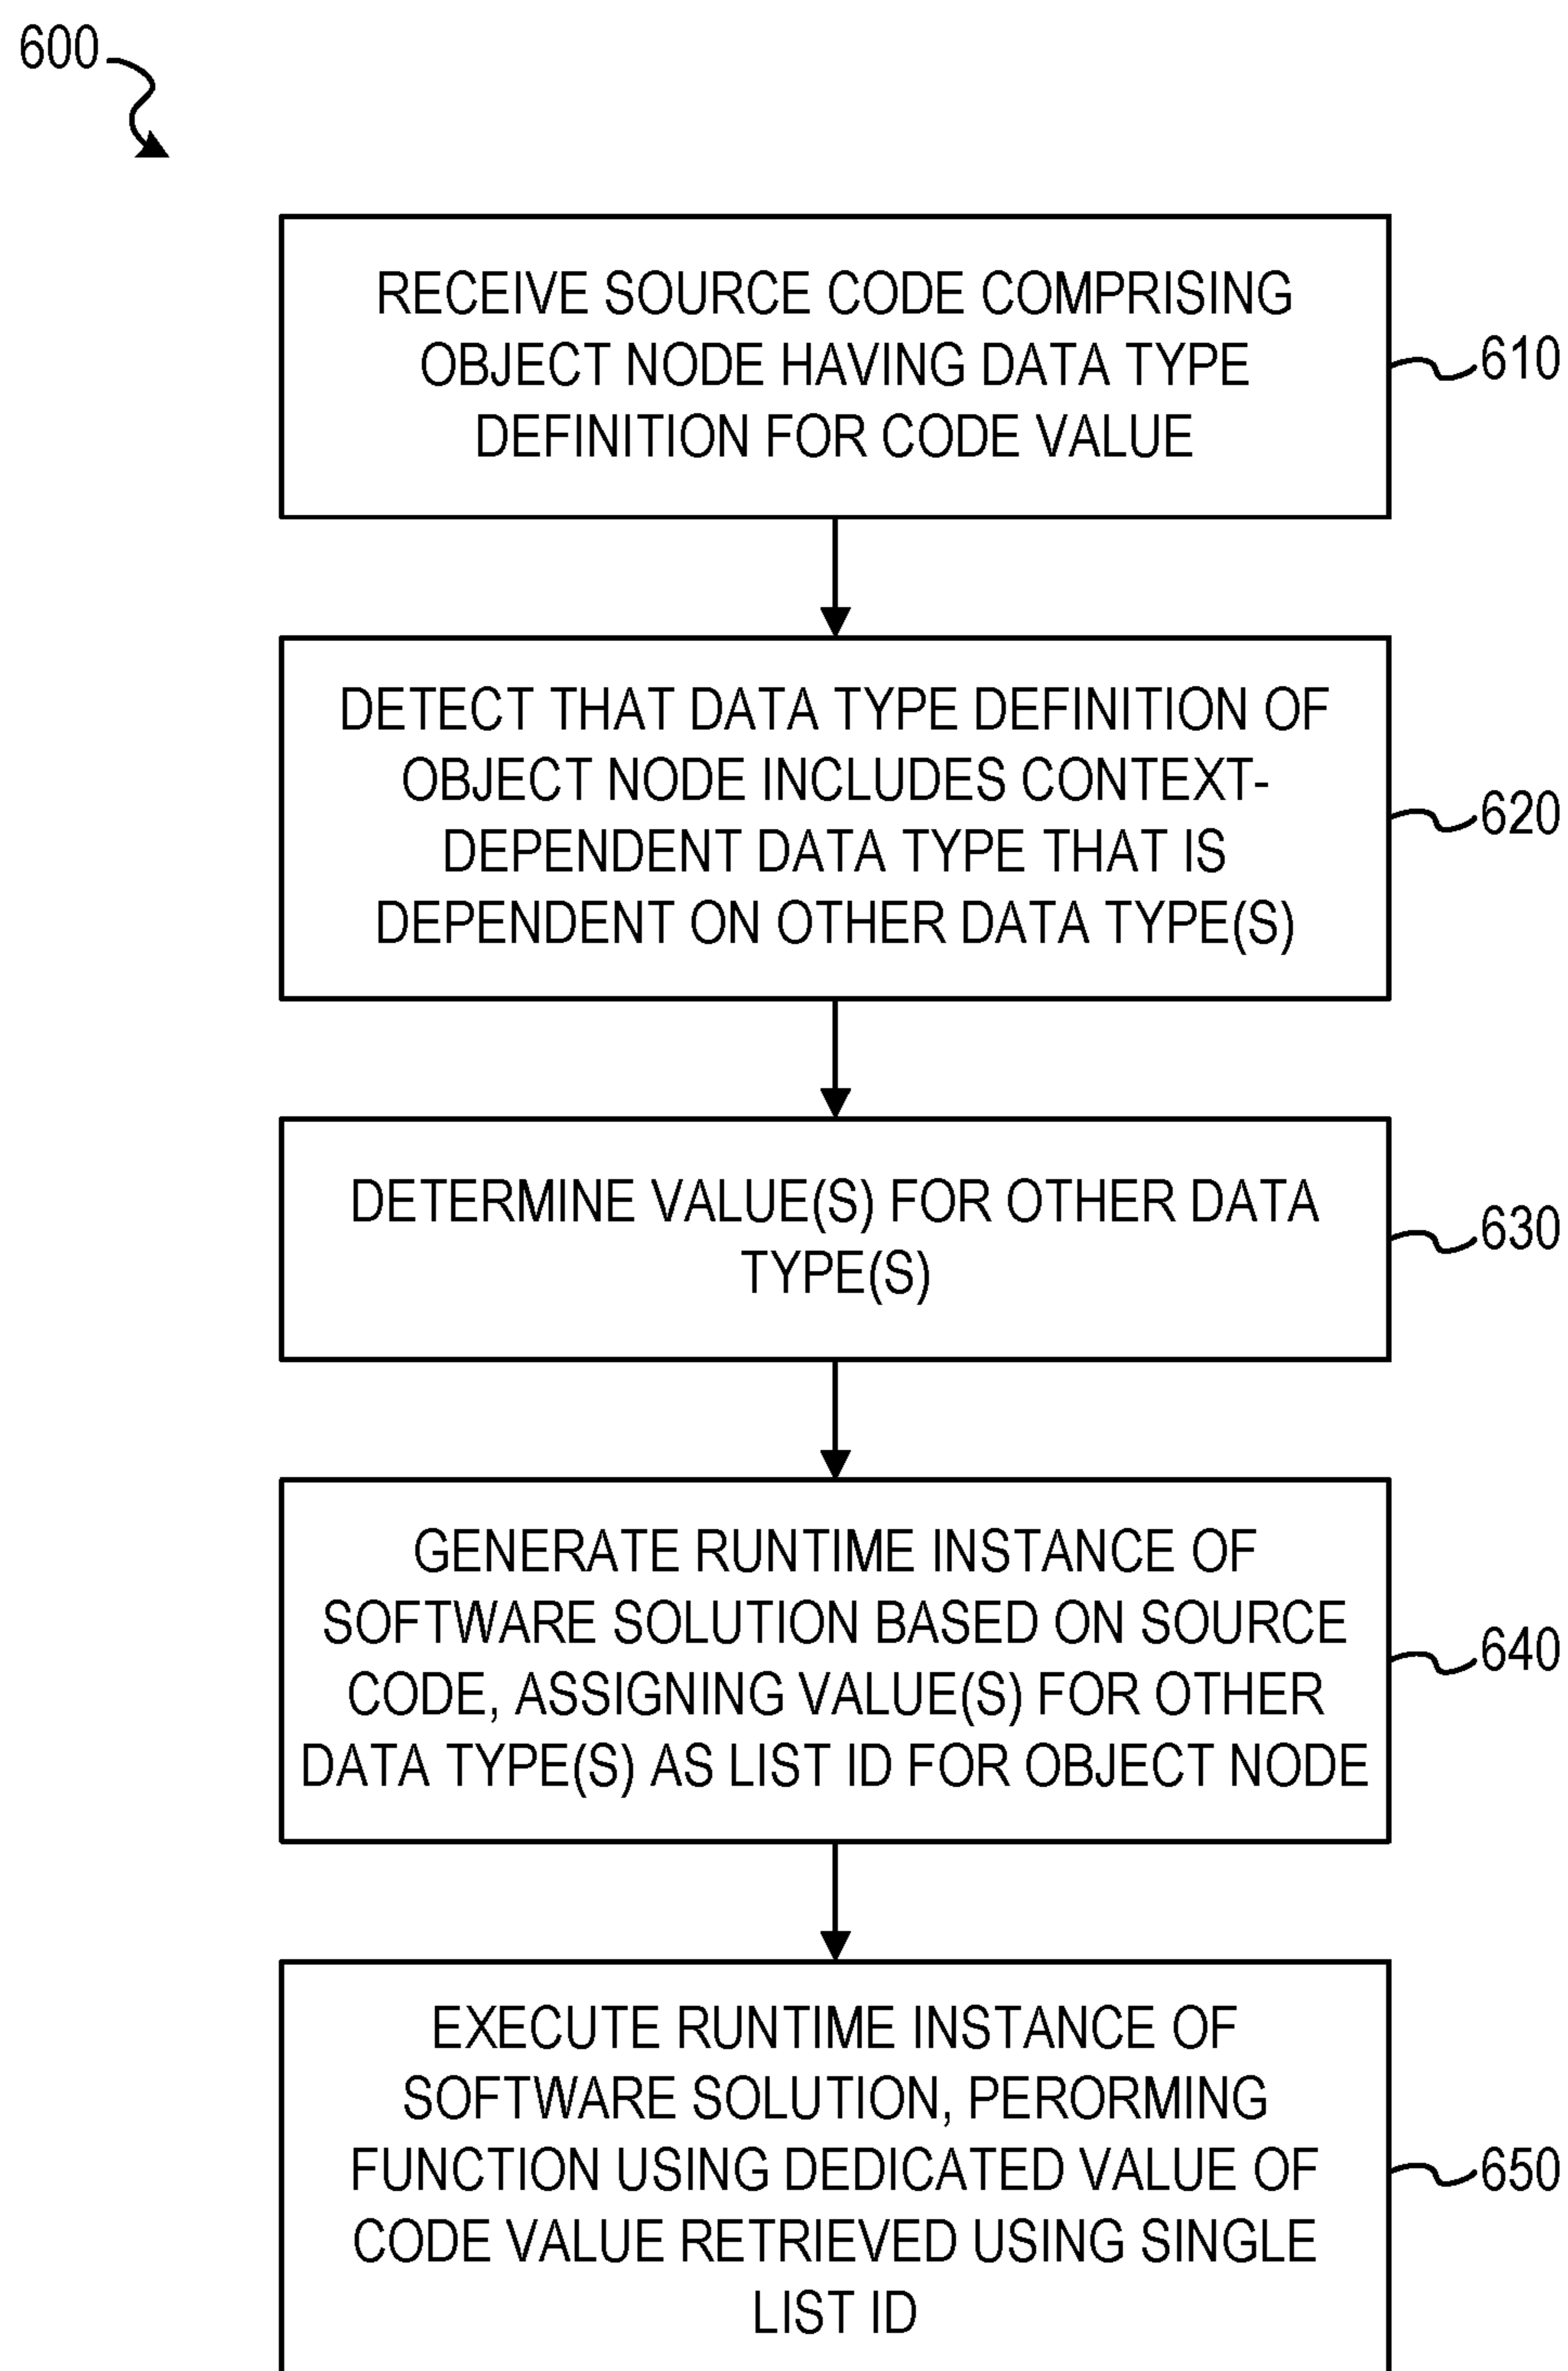 600
RECEIVE SOURCE CODE COMPRISING
OBJECT NODE HAVING DATA TYPE
DEFINITION FOR CODE VALUE
610
DETECT THAT DATA TYPE DEFINITION OF
OBJECT NODE INCLUDES CONTEXT-
DEPENDENT DATA TYPE THAT IS
DEPENDENT ON OTHER DATA TYPE(S)
620
DETERMINE VALUE(S) FOR OTHER DATA
TYPE(S)
630
GENERATE RUNTIME INSTANCE OF
SOFTWARE SOLUTION BASED ON SOURCE
CODE, ASSIGNING VALUE(S) FOR OTHER
DATA TYPE(S) AS LIST ID FOR OBJECT NODE
640
EXECUTE RUNTIME INSTANCE OF
SOFTWARE SOLUTION, PERORMING
FUNCTION USING DEDICATED VALUE OF
CODE VALUE RETRIEVED USING SINGLE
LIST ID
650